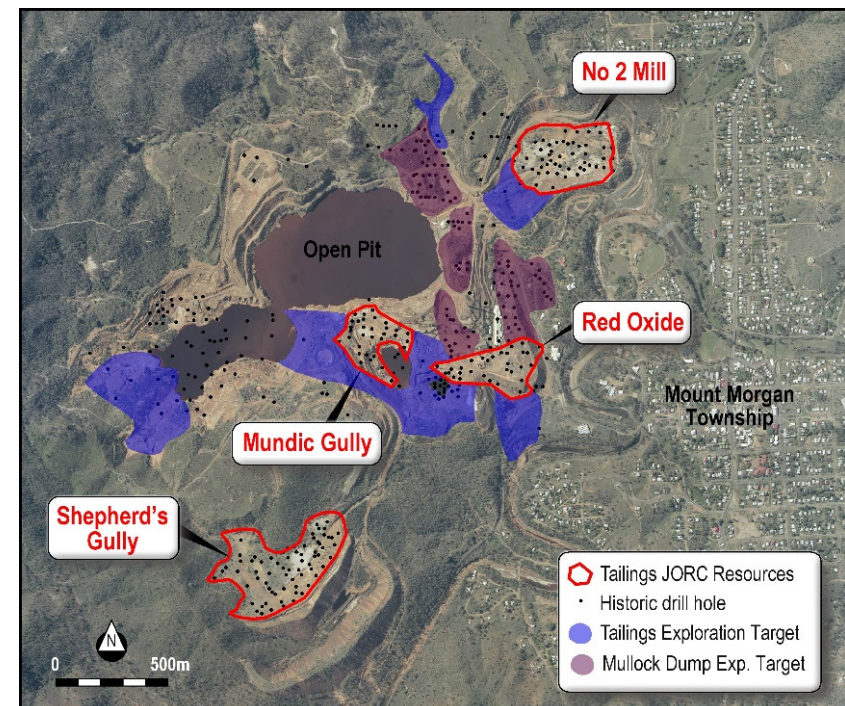 No 2 Mill
Open Pit
Red Oxide
Mount Morgan
Township
Mundic Gully
Shepherd's
Gully
N
0 500m
Tailings JORC Resources
Historic drill hole
Tailings Exploration Target
Mullock Dump Exp. Target